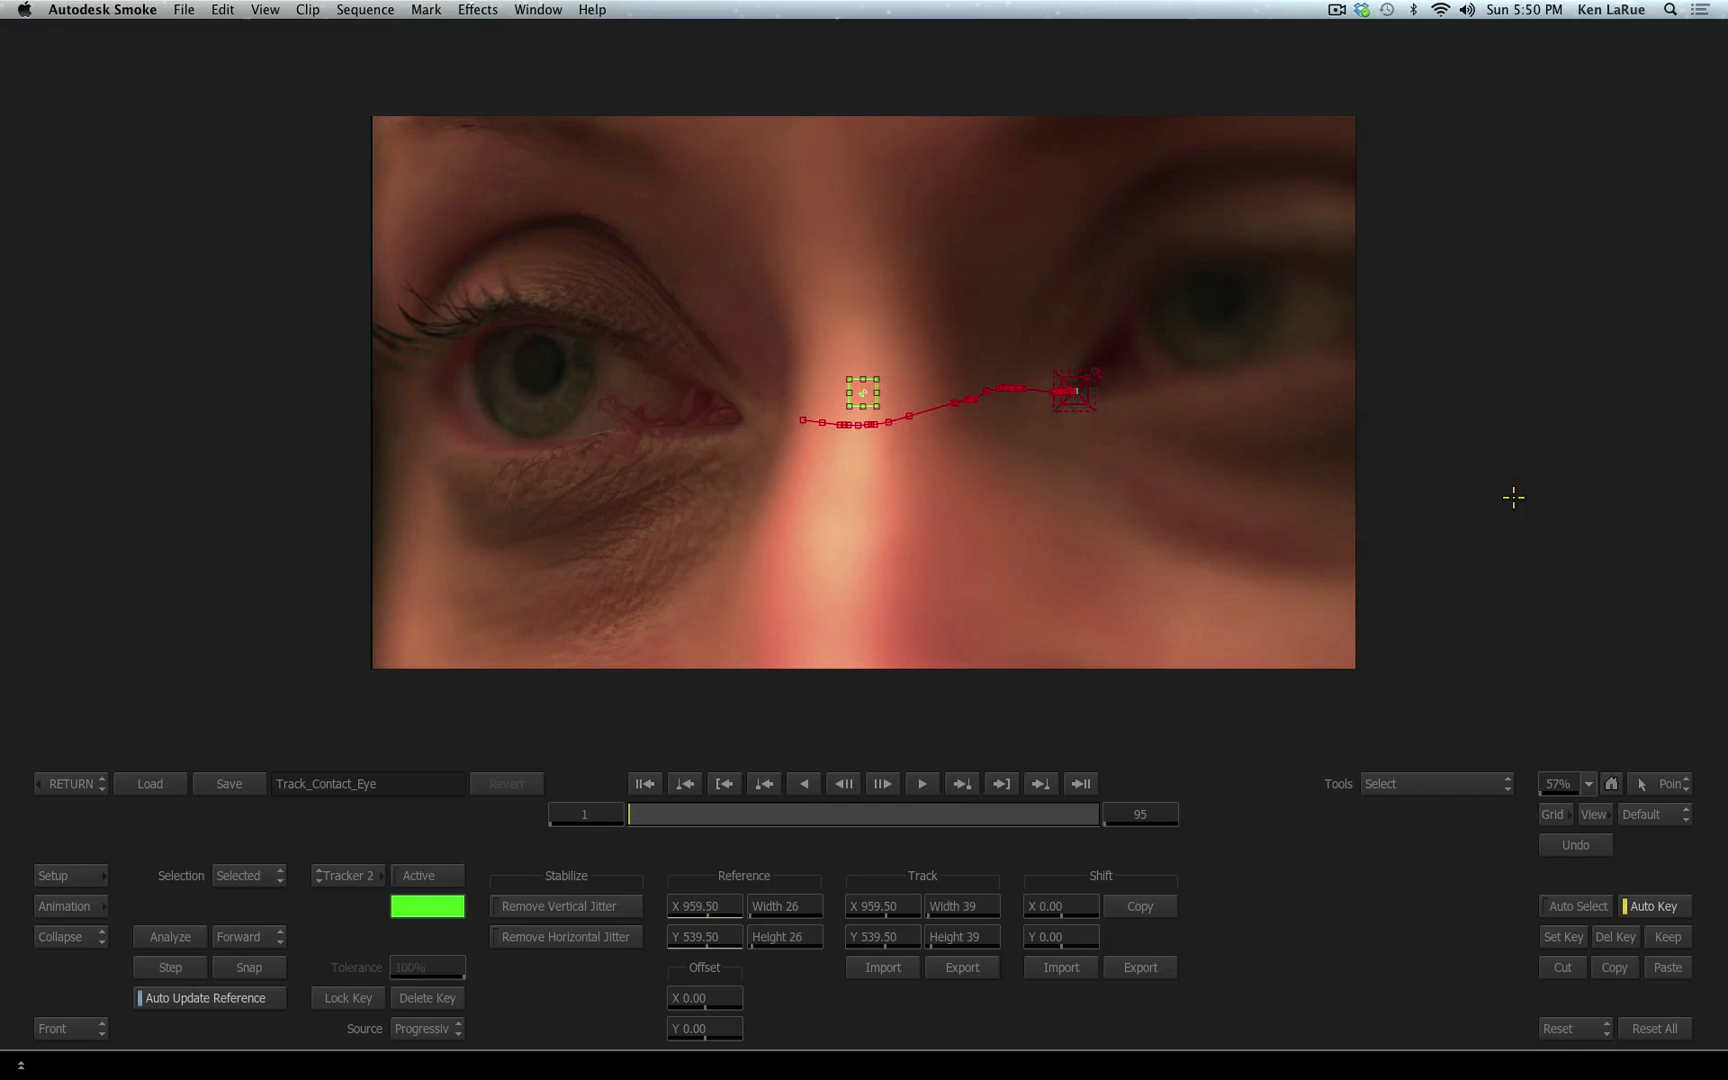 Autodesk Smoke File Edit View Clip Sequence Mark Effects Window Help Sun 5:50 PM Ken LaRue
RETURN Load Save Track_Contact_Eye Revert Tools Select 57% Poin
1 95 Grid View Default
Undo
Setup Selection Selected Tracker 2 Active Stabilize Reference Track Shift
Animation Remove Vertical Jitter X 959.50 Width 26 X 959.50 Width 39 X 0.00 Copy Auto Select Auto Key
Collapse Analyze Forward Remove Horizontal Jitter Y 539.50 Height 26 Y 539.50 Height 39 Y 0.00 Set Key Del Key Keep
Step Snap Tolerance 100% Offset Import Export Import Export Cut Copy Paste
Auto Update Reference Lock Key Delete Key X 0.00
Front Source Progressiv Y 0.00 Reset Reset All